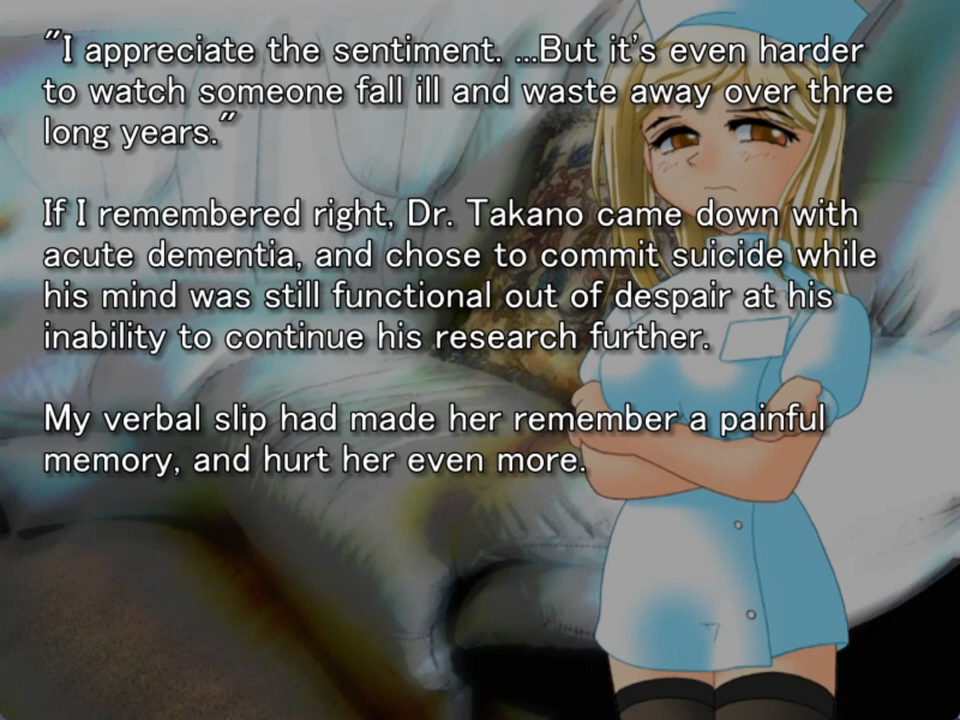 "I appreciate the sentiment. ...But it's even harder
to watch someone fall ill and waste away over three
long years."
If I remembered right, Dr. Takano came down with
acute dementia, and chose to commit suicide while
his mind was still functional out of despair at his
inability to continue his research further.
My verbal slip had made her remember a painful
memory, and hurt her even more.